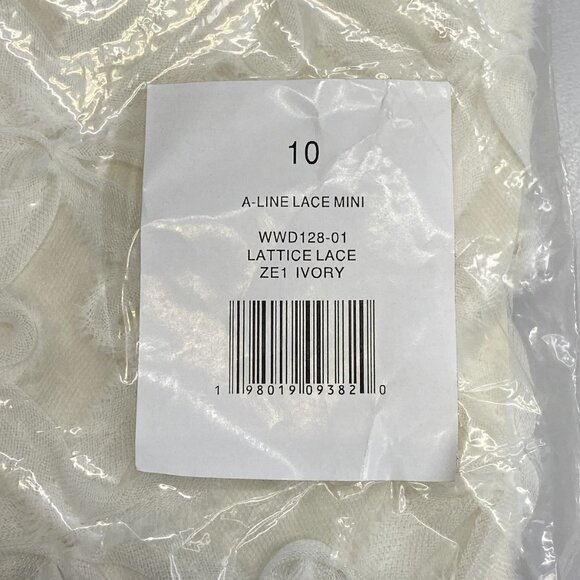 10
A-LINE LACE MINI
WWD128-01
LATTICE LACE
ZE1 IVORY
1 98019 09382 0